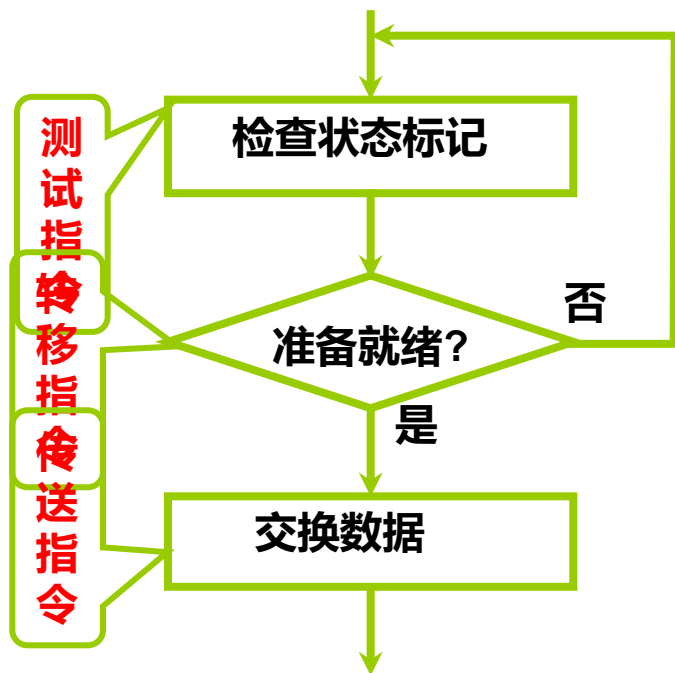 检查状态标记
准备就绪?
否
是
交换数据
测试指令
转移指令
传送指令